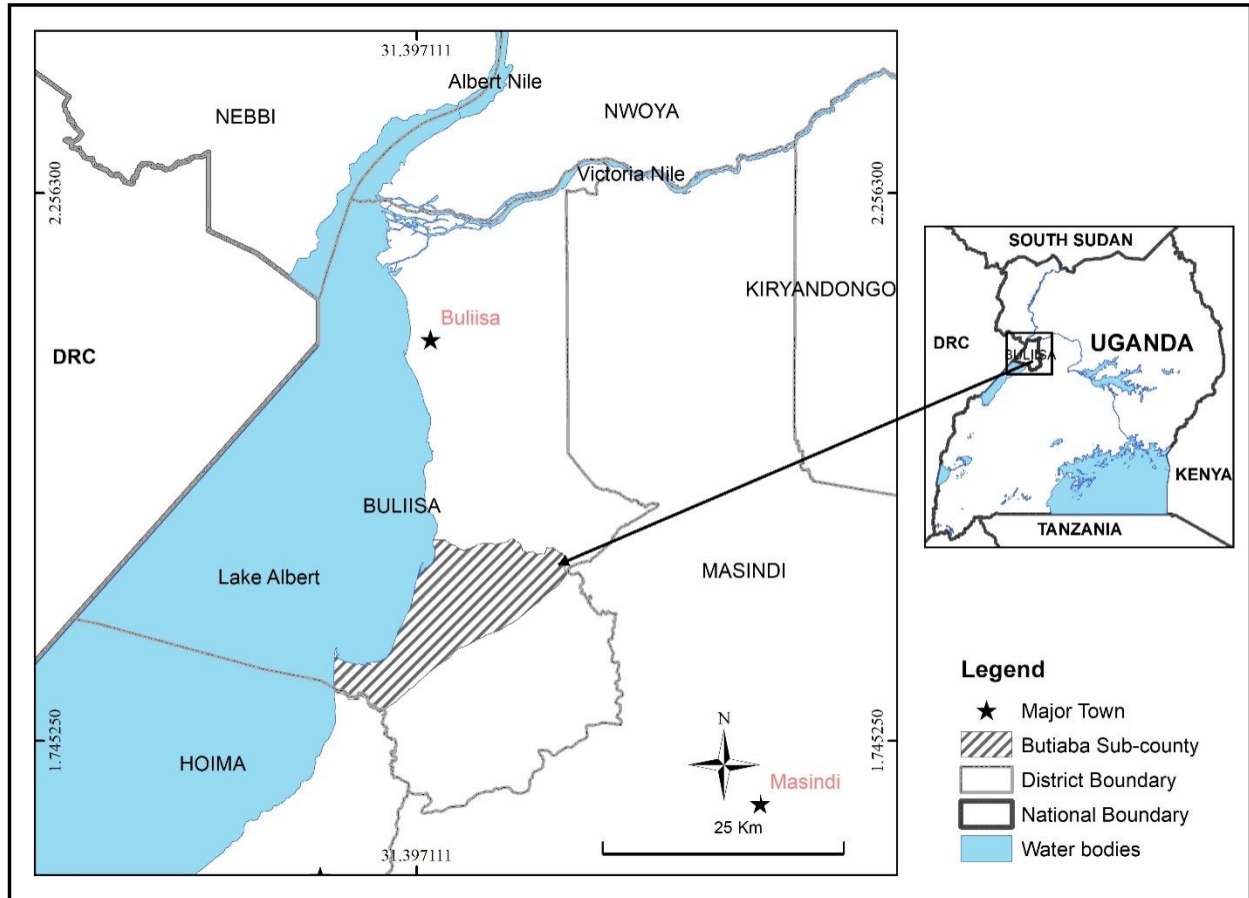 31.397111
Albert Nile
NEBBI
NWOYA
Victoria Nile
2.256300
2.256300
KIRYANDONGO
Buliisa
DRC
BULIISA
Lake Albert
MASINDI
1.745250
1.745250
HOIMA
N
Masindi
25 Km
31.397111
SOUTH SUDAN
DRC
UGANDA
BULIISA
KENYA
TANZANIA
Legend
Major Town
Butiaba Sub-county
District Boundary
National Boundary
Water bodies